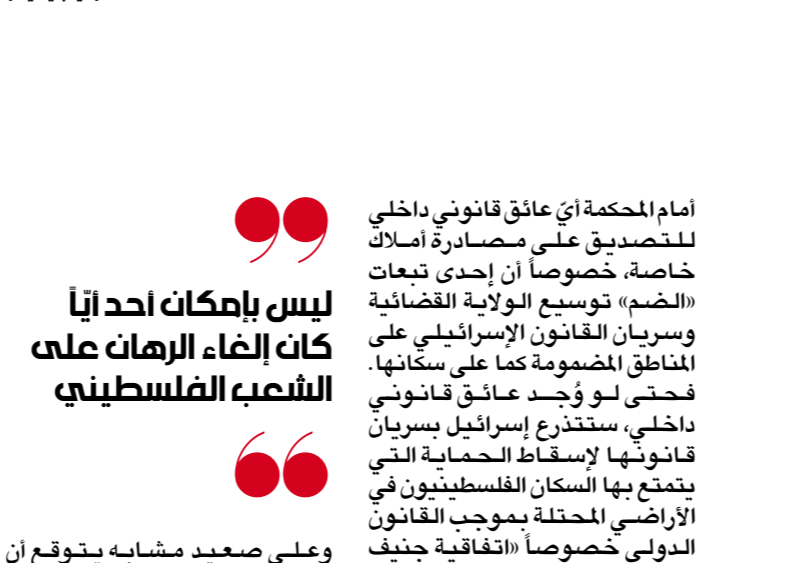 أمام المحكمة أيّ عائق قانوني داخلي
للتصديق على مصادرة أملاك
خاصة، خصوصاً أن إحدى تبعات
«الضم» توسيع الولاية القضائية
وسريان القانون الإسرائيلي على
المناطق المضمومة كما على سكانها.
فحتى لو وُجد عائق قانوني
داخلي، ستتذرع إسرائيل بسريان
قانونها لإسقاط الحماية التي
يتمتع بها السكان الفلسطينيون في
الأراضي المحتلة بموجب القانون
الدولي خصوصاً «اتفاقية جنيف
ليس بإمكان أحد أيّاً
كان إلغاء الرهان على
الشعب الفلسطيني
وعلى صعيد مشابه يتوقع أن